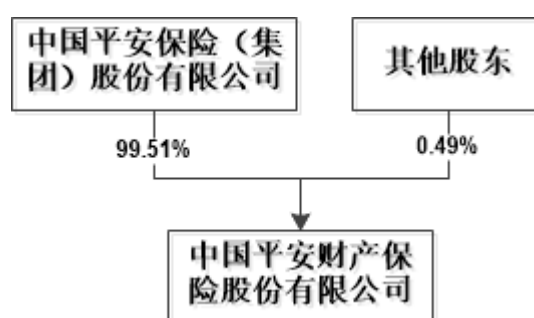 中国平安保险（集
团）股份有限公司
其他股东
99.51%
0.49%
中国平安财产保
险股份有限公司